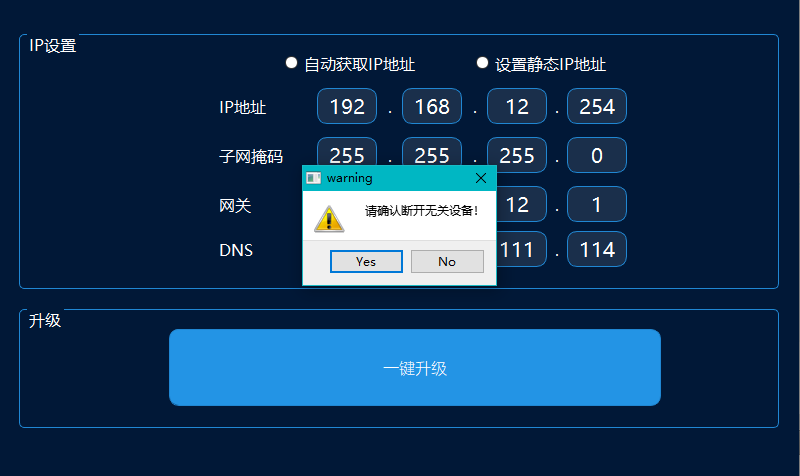 IP设置
自动获取IP地址 设置静态IP地址
IP地址 192 . 168 . 12 . 254
子网掩码 255 . 255 . 255 . 0
warning
网关 12 . 1
请确认断开无关设备!
DNS 111 . 114
Yes No
升级
一键升级